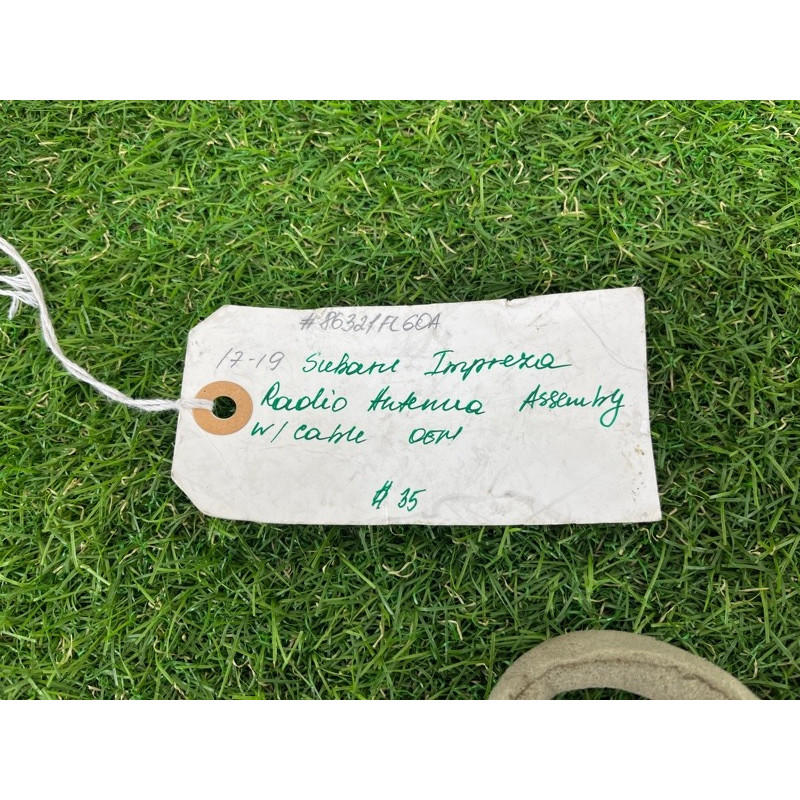 #86321FL60A
17-19 Subaru Impreza
Radio Antenna Assembly
W/ Cable OEM
# 35